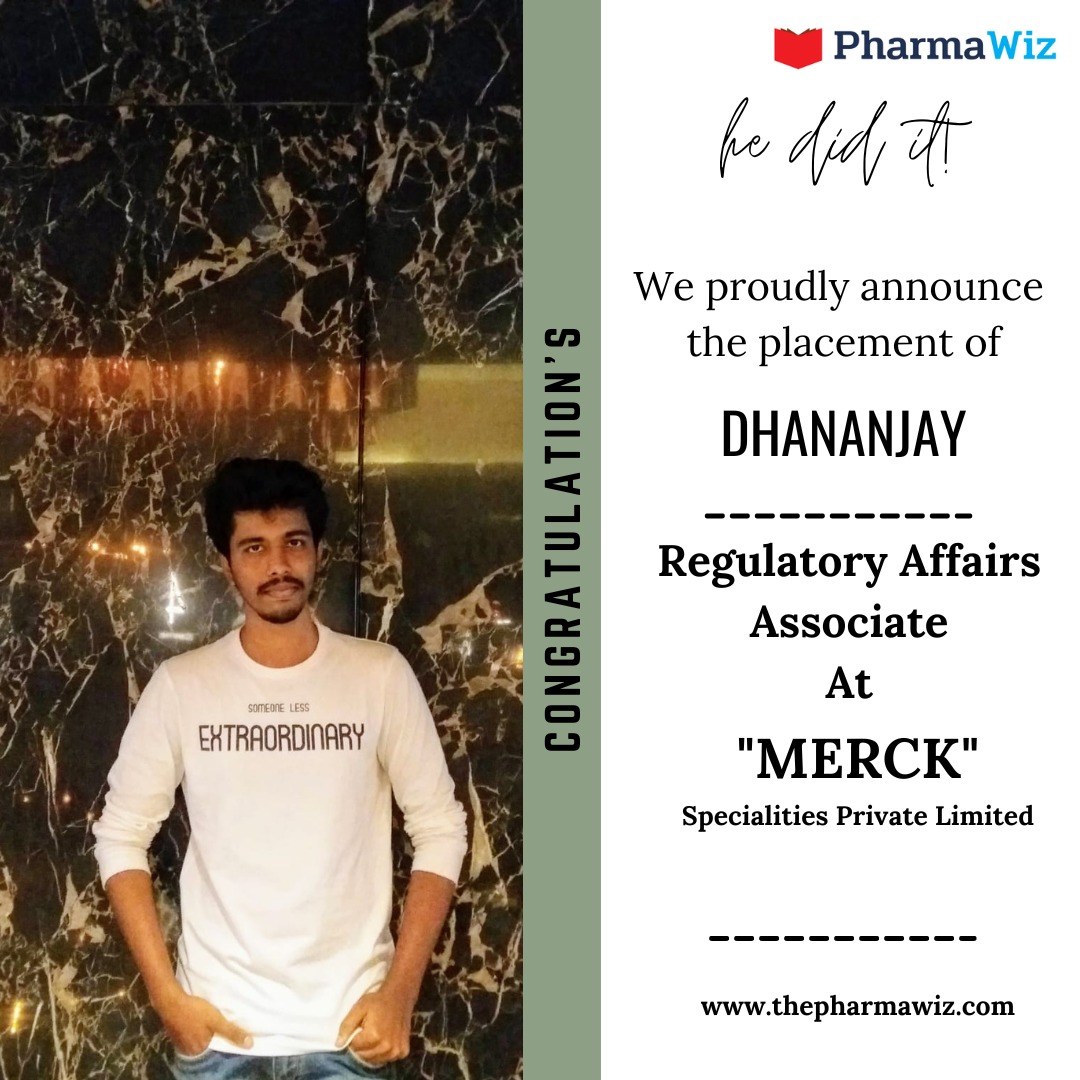 PharmaWiz
he did it!
We proudly announce
the placement of
DHANANJAY
Regulatory Affairs
Associate
At
"MERCK"
Specialities Private Limited
www.thepharmawiz.com
CONGRATULATION'S
SOMEONE LESS
EXTRAORDINARY